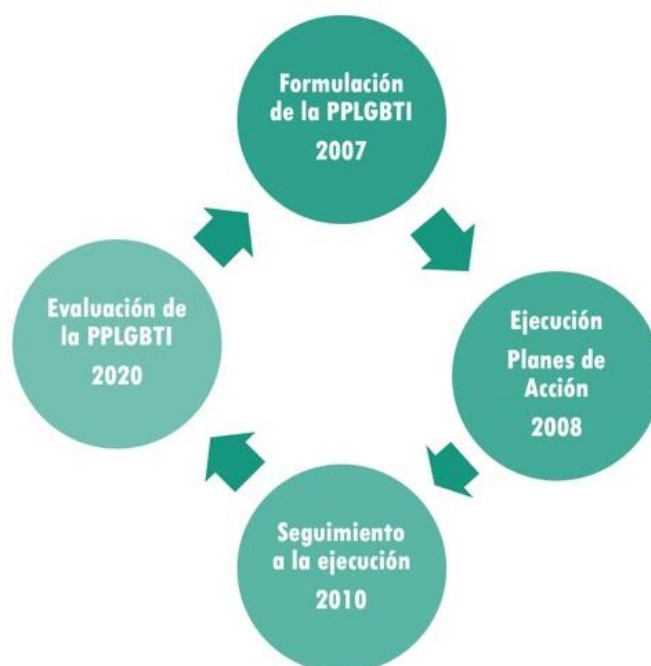 Formulación
de la PPLGBTI
2007
Ejecución
Planes de
Acción
2008
Seguimiento
a la ejecución
2010
Evaluación de
la PPLGBTI
2020